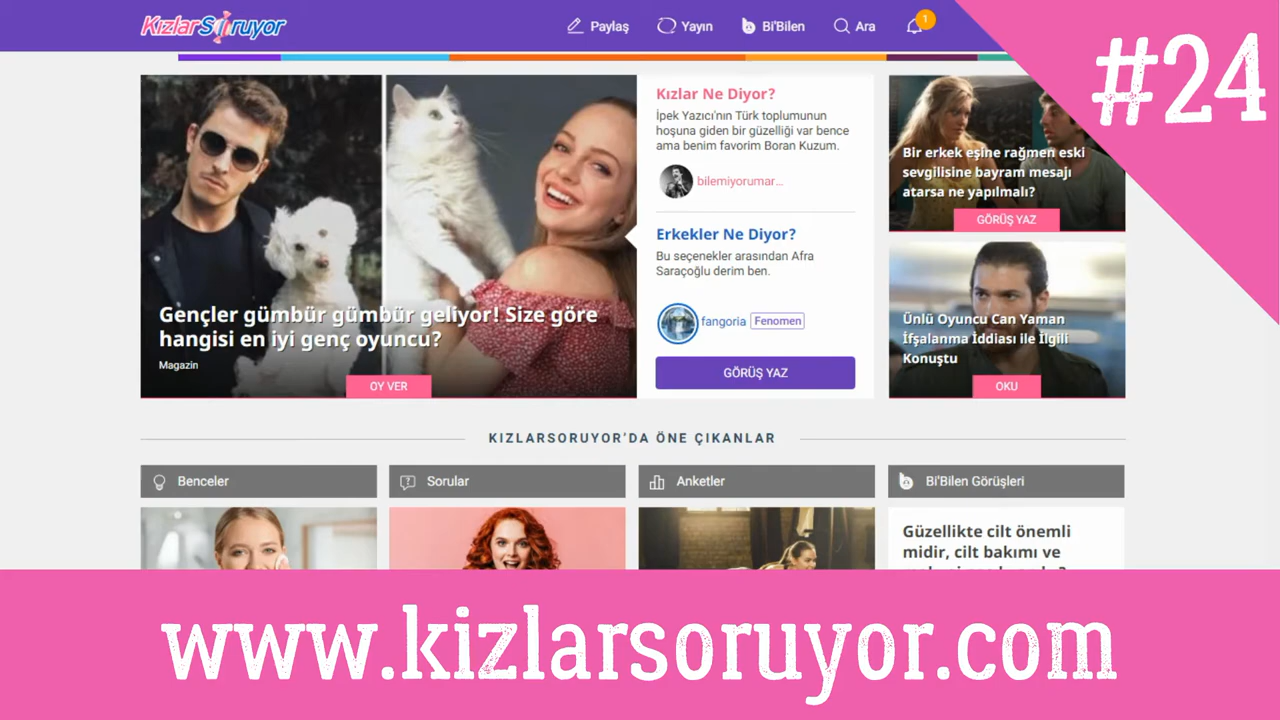 KızlarSoruyor
Paylaş
Yayın
Bi'Bilen
Ara
1
#24
Gençler gümbür gümbür geliyor! Size göre
hangisi en iyi genç oyuncu?
Magazin
OY VER
Kızlar Ne Diyor?
İpek Yazıcı'nın Türk toplumunun
hoşuna giden bir güzelliği var bence
ama benim favorim Boran Kuzum.
bilemiyorumar...
Erkekler Ne Diyor?
Bu seçenekler arasından Afra
Saraçoğlu derim ben.
fangoria Fenomen
GÖRÜŞ YAZ
Bir erkek eşine rağmen eski
sevgilisine bayram mesajı
atarsa ne yapılmalı?
GÖRÜŞ YAZ
Ünlü Oyuncu Can Yaman
İfşalanma İddiası ile İlgili
Konuştu
OKU
KIZLARSORUYOR'DA ÖNE ÇIKANLAR
Benceler
Sorular
Anketler
Bi'Bilen Görüşleri
Güzellikte cilt önemli
midir, cilt bakımı ve
www.kizlarsoruyor.com